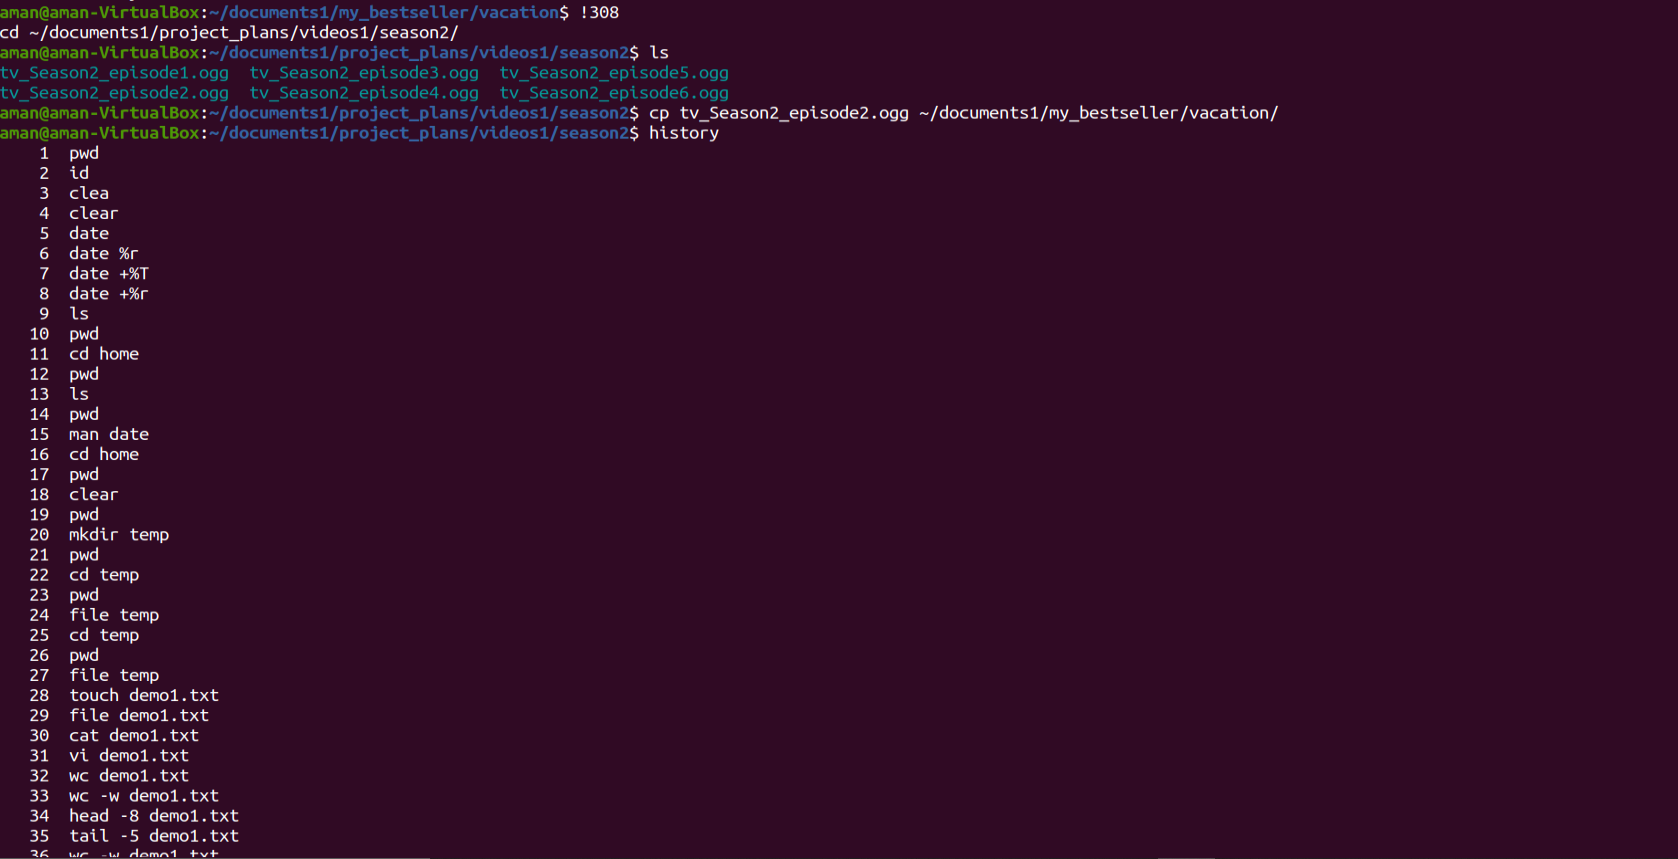 aman@aman-VirtualBox:~/documents1/my_bestseller/vacation$ !308
cd ~/documents1/project_plans/videos1/season2/
aman@aman-VirtualBox:~/documents1/project_plans/videos1/season2$ ls
tv_Season2_episode1.ogg  tv_Season2_episode3.ogg  tv_Season2_episode5.ogg
tv_Season2_episode2.ogg  tv_Season2_episode4.ogg  tv_Season2_episode6.ogg
aman@aman-VirtualBox:~/documents1/project_plans/videos1/season2$ cp tv_Season2_episode2.ogg ~/documents1/my_bestseller/vacation/
aman@aman-VirtualBox:~/documents1/project_plans/videos1/season2$ history
    1  pwd
    2  id
    3  clea
    4  clear
    5  date
    6  date %r
    7  date +%T
    8  date +%r
    9  ls
   10  pwd
   11  cd home
   12  pwd
   13  ls
   14  pwd
   15  man date
   16  cd home
   17  pwd
   18  clear
   19  pwd
   20  mkdir temp
   21  pwd
   22  cd temp
   23  pwd
   24  file temp
   25  cd temp
   26  pwd
   27  file temp
   28  touch demo1.txt
   29  file demo1.txt
   30  cat demo1.txt
   31  vi demo1.txt
   32  wc demo1.txt
   33  wc -w demo1.txt
   34  head -8 demo1.txt
   35  tail -5 demo1.txt
   36  wc -w demo1.txt